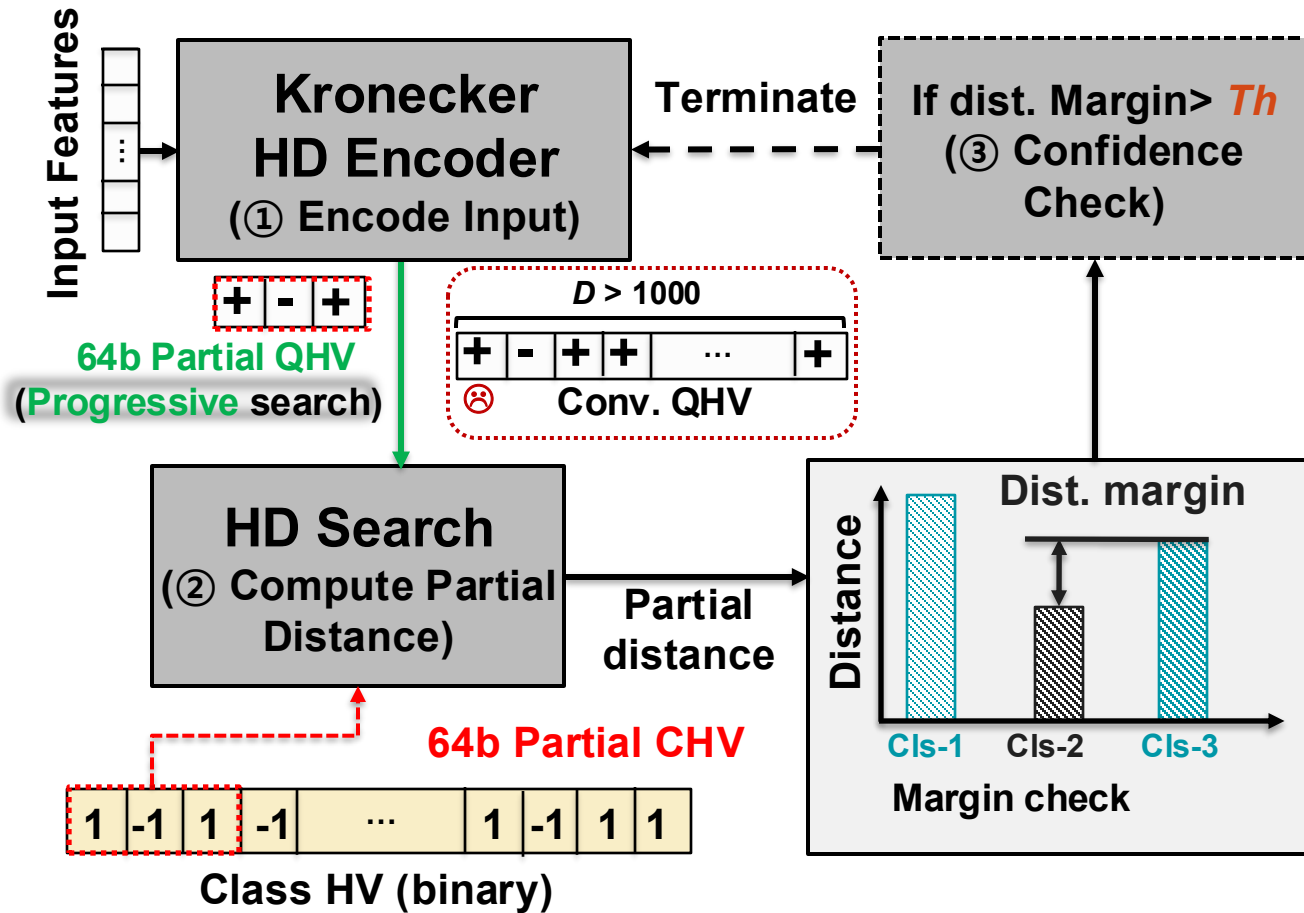 Input Features
⋮
Kronecker
HD Encoder
(① Encode Input)
Terminate
If dist. Margin> Th
(③ Confidence
Check)
+ - +
64b Partial QHV
(Progressive search)
D > 1000
+ - + + ... +
☹ Conv. QHV
HD Search
(② Compute Partial
Distance)
Partial
distance
Dist. margin
Distance
Cls-1 Cls-2 Cls-3
Margin check
64b Partial CHV
1 -1 1 -1 ... 1 -1 1 1
Class HV (binary)